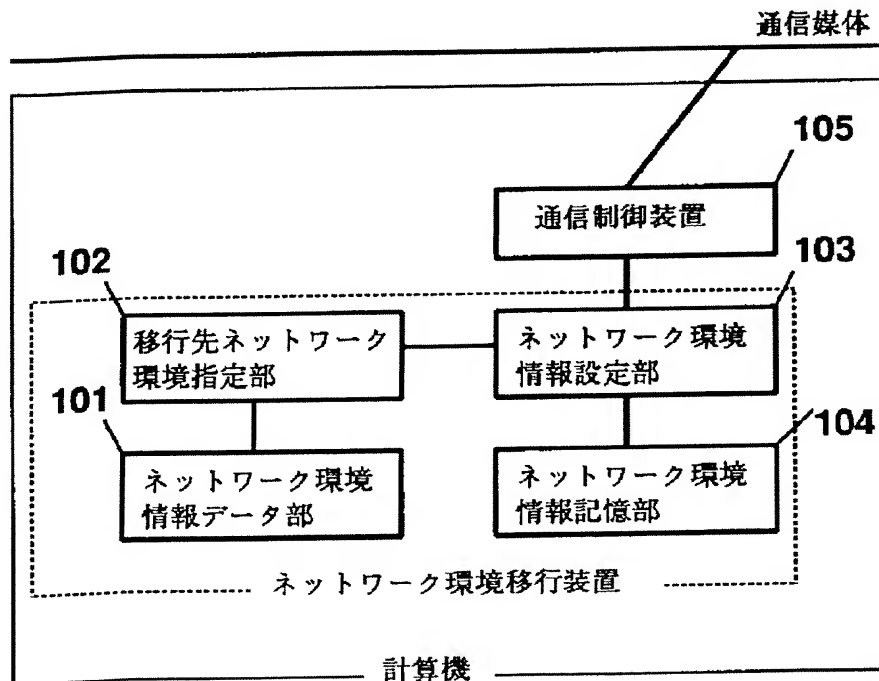 通信媒体
105
通信制御装置
102
103
移行先ネットワーク
環境指定部
ネットワーク環境
情報設定部
101
104
ネットワーク環境
情報データ部
ネットワーク環境
情報記憶部
ネットワーク環境移行装置
計算機